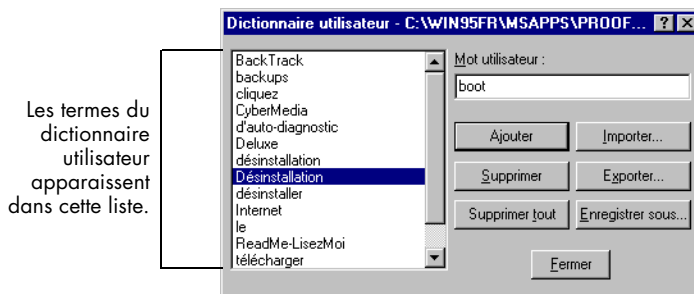 Dictionnaire utilisateur - C:\WIN95FR\MSAPPS\PROOF...
Les termes du
dictionnaire
utilisateur
apparaissent
dans cette liste.
BackTrack
backups
cliquez
CyberMedia
d'auto-diagnostic
Deluxe
désinstallation
Désinstallation
désinstaller
Internet
le
ReadMe-LisezMoi
télécharger
Mot utilisateur :
boot
Ajouter
Importer...
Supprimer
Exporter...
Supprimer tout
Enregistrer sous...
Fermer